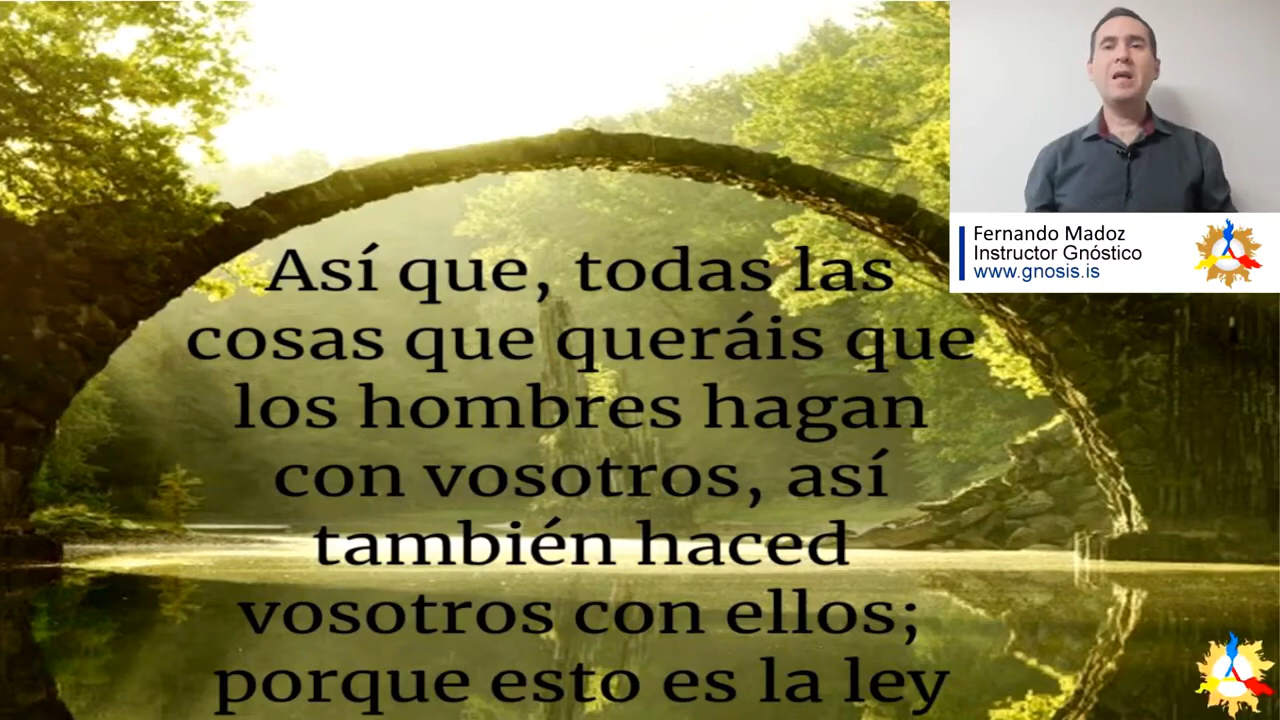 Así que, todas las
cosas que queráis que
los hombres hagan
con vosotros, así
también haced
vosotros con ellos;
porque esto es la ley
Fernando Madoz
Instructor Gnóstico
www.gnosis.is